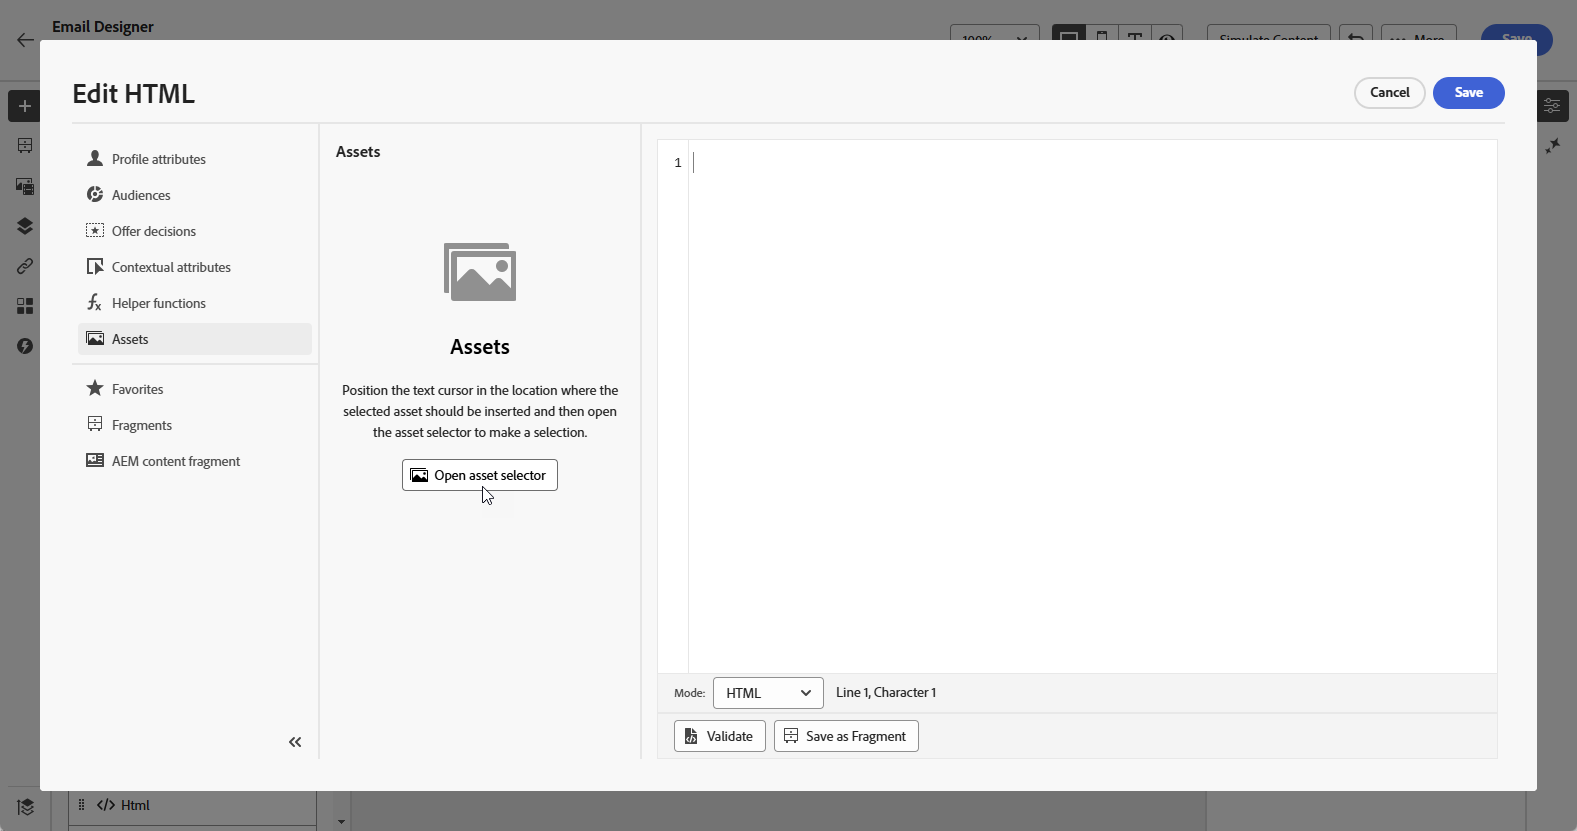 Email Designer
100%
Simulate Content
More
Save
Edit HTML
Cancel
Save
Profile attributes
Audiences
Offer decisions
Contextual attributes
Helper functions
Assets
Favorites
Fragments
AEM content fragment
Assets
Assets
Position the text cursor in the location where the
selected asset should be inserted and then open
the asset selector to make a selection.
Open asset selector
1
Mode:
HTML
Line 1, Character 1
Validate
Save as Fragment
Html